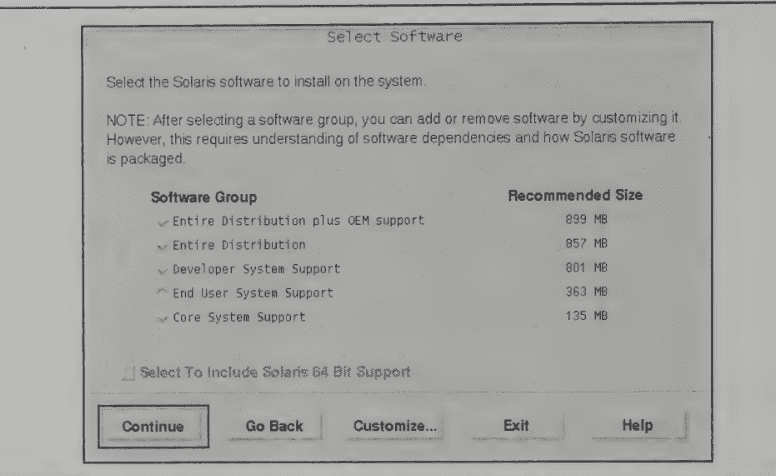 Select Software
Select the Solaris software to install on the system.
NOTE: After selecting a software group, you can add or remove software by customizing it.
However, this requires understanding of software dependencies and how Solaris software
is packaged.
Software Group Recommended Size
Entire Distribution plus OEM support 899 MB
Entire Distribution 857 MB
Developer System Support 801 MB
End User System Support 363 MB
Core System Support 135 MB
Select To Include Solaris 64 Bit Support
Continue Go Back Customize... Exit Help